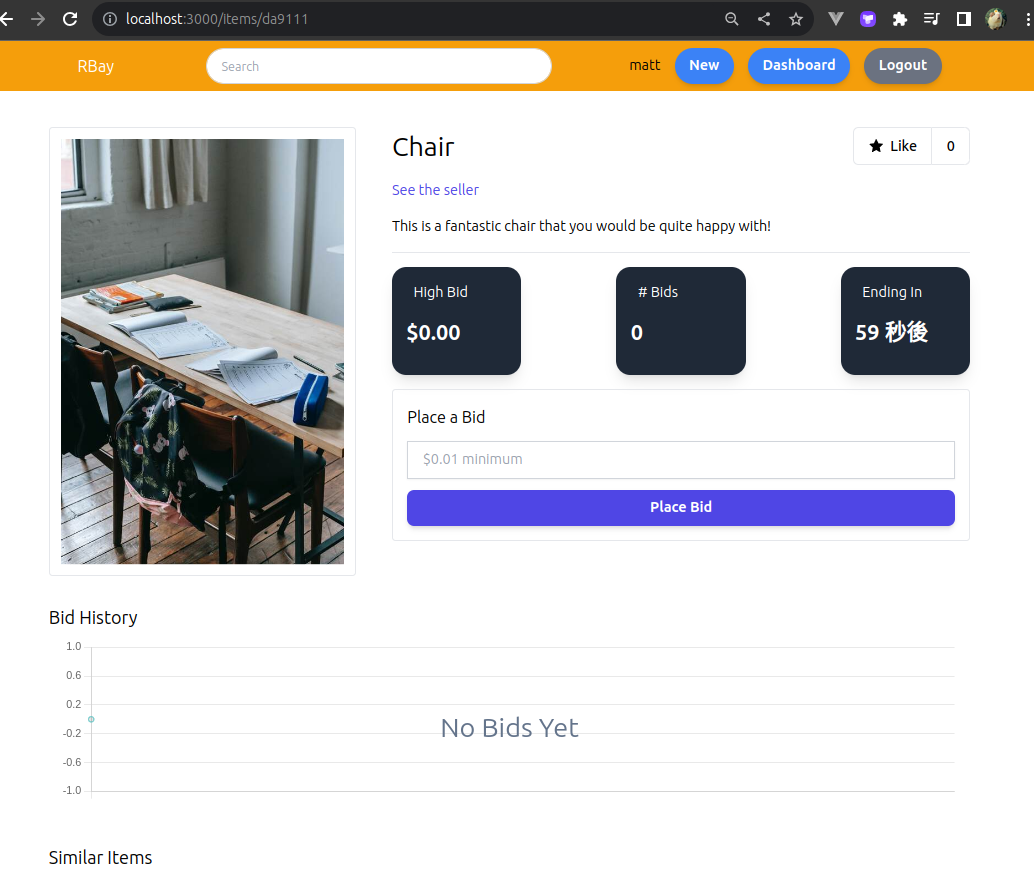 localhost:3000/items/da9111
RBay
Search
matt
New
Dashboard
Logout
Chair
Like
0
See the seller
This is a fantastic chair that you would be quite happy with!
High Bid
# Bids
Ending In
$0.00
0
59 秒後
Place a Bid
$0.01 minimum
Place Bid
Bid History
1.0
0.6
0.2
-0.2
-0.6
-1.0
No Bids Yet
Similar Items